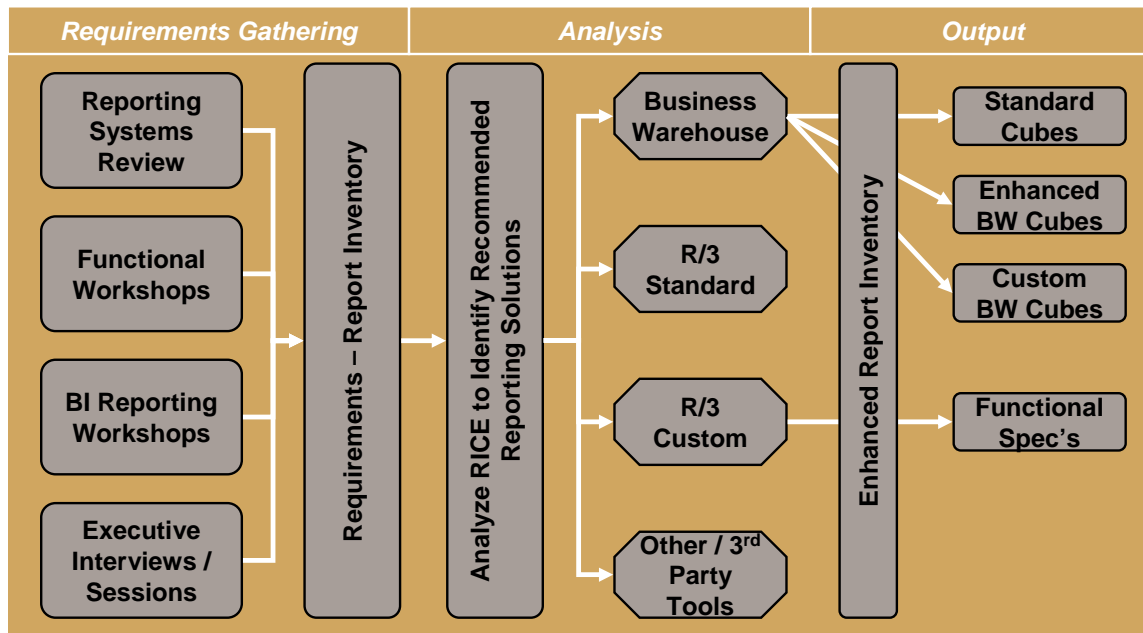 Requirements Gathering
Analysis
Output
Reporting
Systems
Review
Functional
Workshops
BI Reporting
Workshops
Executive
Interviews /
Sessions
Requirements – Report Inventory
Analyze RICE to Identify Recommended
Reporting Solutions
Business
Warehouse
R/3
Standard
R/3
Custom
Other / 3rd
Party
Tools
Enhanced Report Inventory
Standard
Cubes
Enhanced
BW Cubes
Custom
BW Cubes
Functional
Spec’s